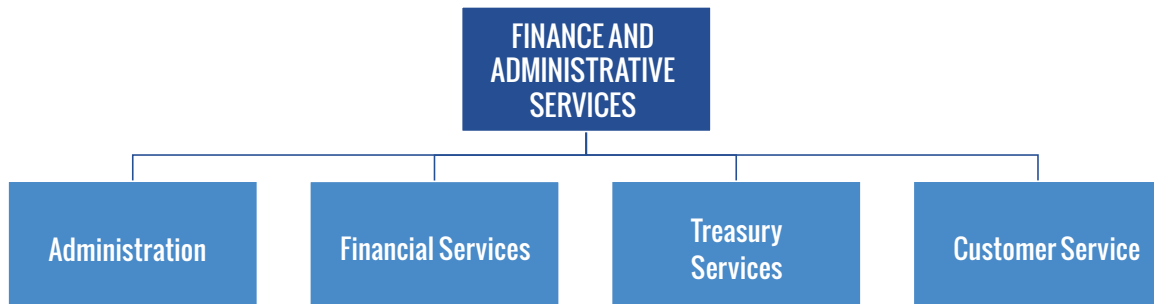 FINANCE AND
ADMINISTRATIVE
SERVICES
Administration
Financial Services
Treasury
Services
Customer Service